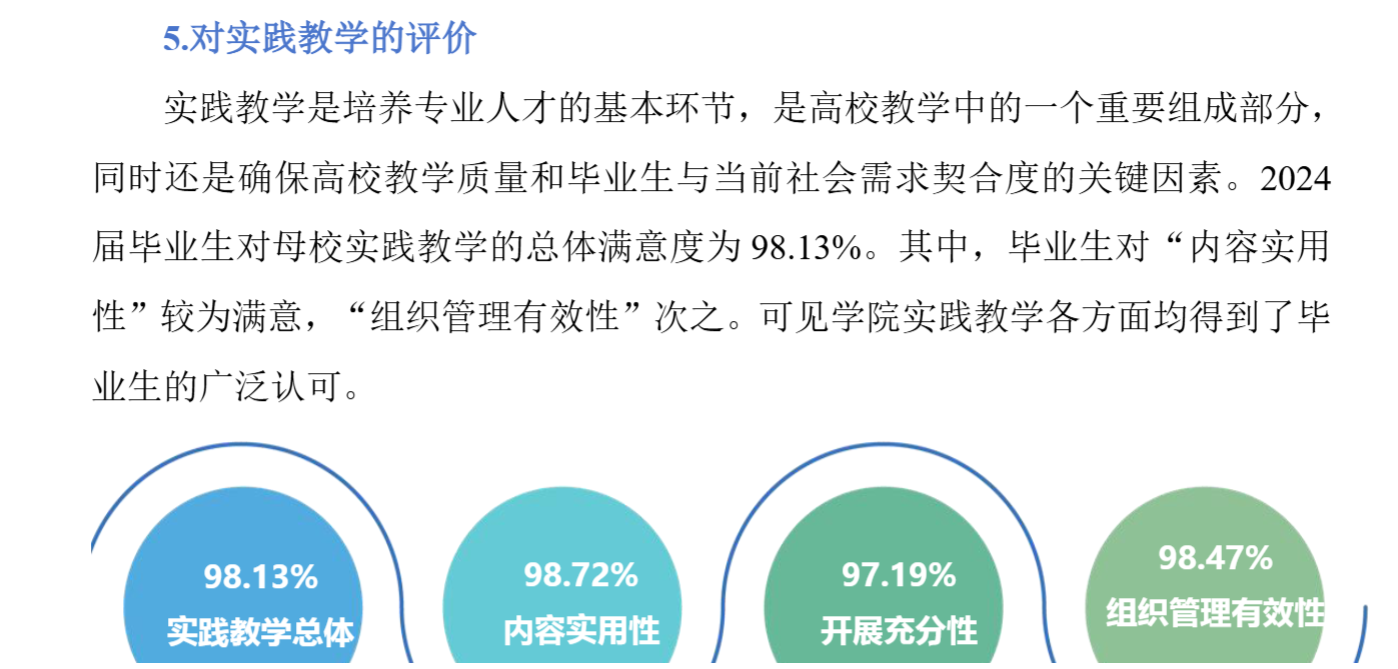 5.对实践教学的评价
实践教学是培养专业人才的基本环节，是高校教学中的一个重要组成部分，
同时还是确保高校教学质量和毕业生与当前社会需求契合度的关键因素。2024
届毕业生对母校实践教学的总体满意度为 98.13%。其中，毕业生对“内容实用
性”较为满意，“组织管理有效性”次之。可见学院实践教学各方面均得到了毕
业生的广泛认可。
98.13%
实践教学总体
98.72%
内容实用性
97.19%
开展充分性
98.47%
组织管理有效性